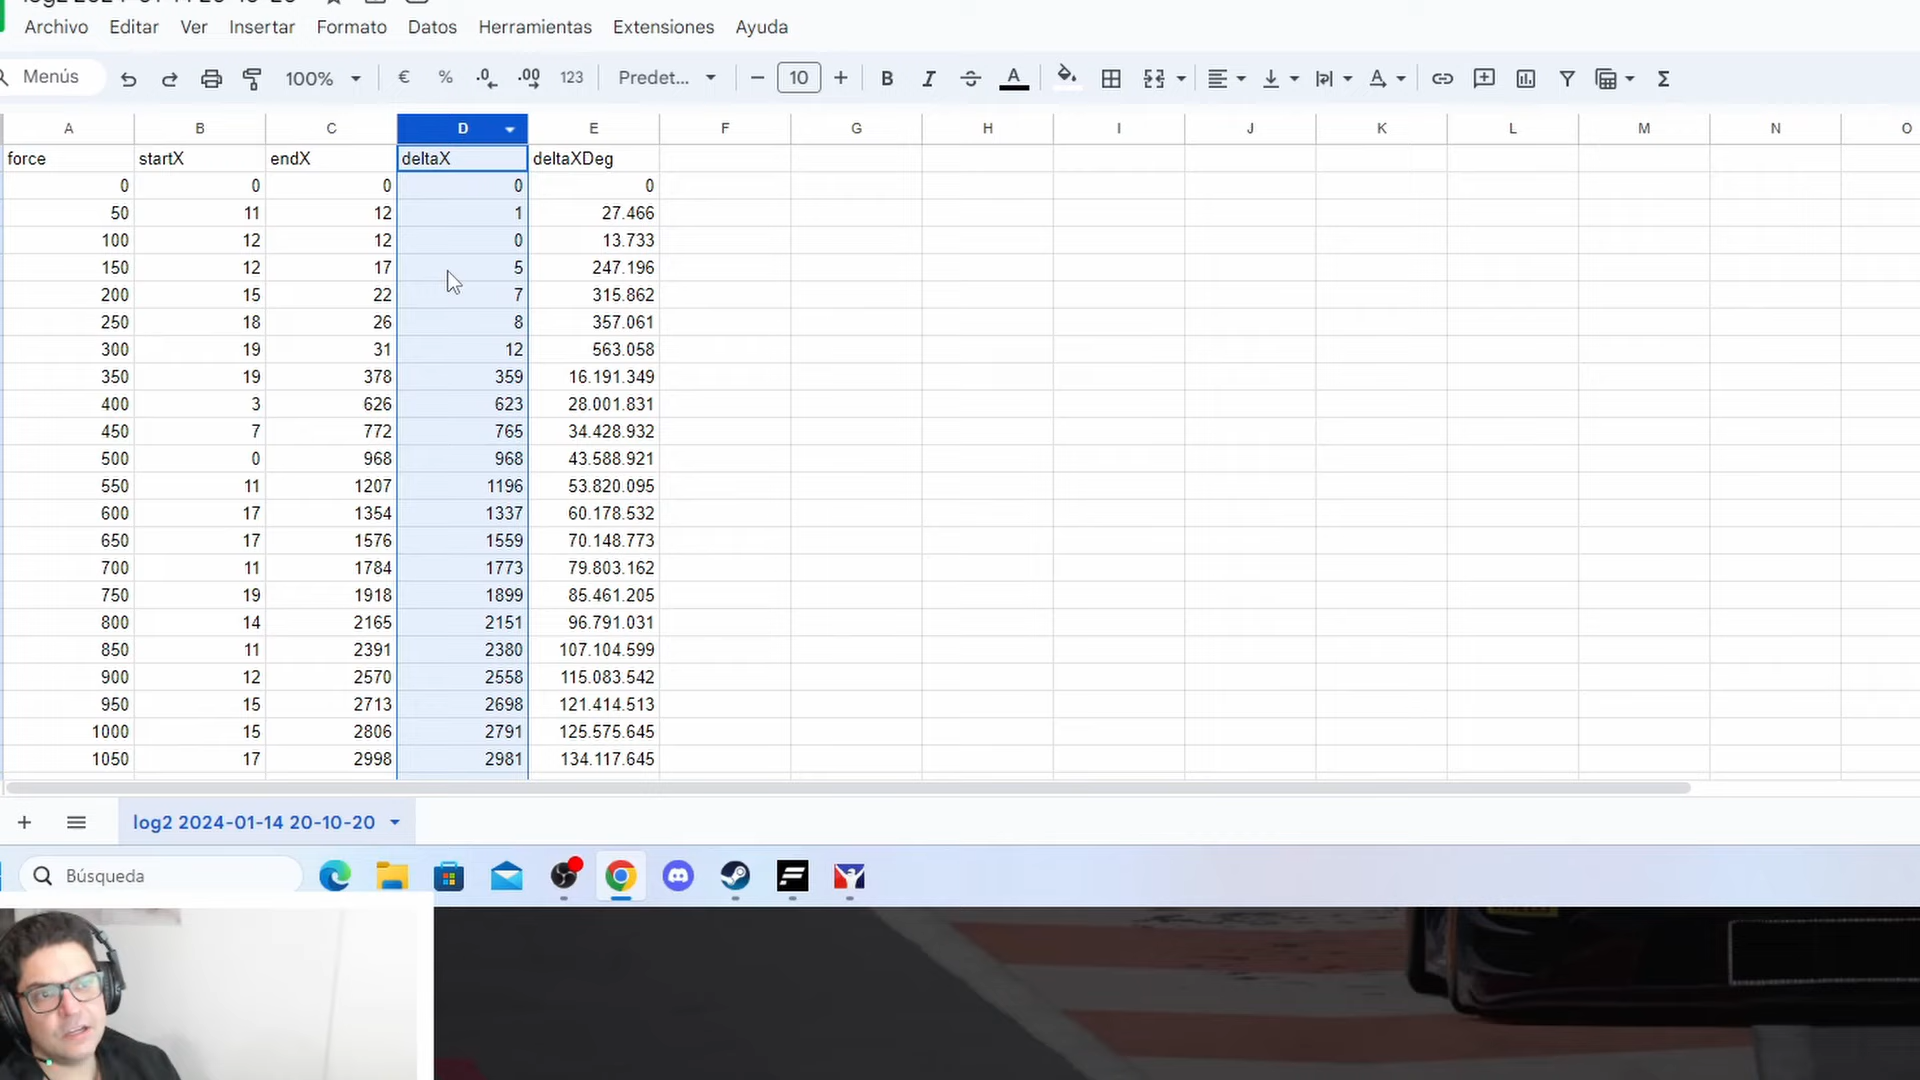 log2 2024-01-14 20-10-20
Archivo Editar Ver Insertar Formato Datos Herramientas Extensiones Ayuda
Menús 100% € % .0 .00 123 Predet... 10 B I A
A B C D E F G H I J K L M N O
force startX endX deltaX deltaXDeg
0 0 0 0 0
50 11 12 1 27.466
100 12 12 0 13.733
150 12 17 5 247.196
200 15 22 7 315.862
250 18 26 8 357.061
300 19 31 12 563.058
350 19 378 359 16.191.349
400 3 626 623 28.001.831
450 7 772 765 34.428.932
500 0 968 968 43.588.921
550 11 1207 1196 53.820.095
600 17 1354 1337 60.178.532
650 17 1576 1559 70.148.773
700 11 1784 1773 79.803.162
750 19 1918 1899 85.461.205
800 14 2165 2151 96.791.031
850 11 2391 2380 107.104.599
900 12 2570 2558 115.083.542
950 15 2713 2698 121.414.513
1000 15 2806 2791 125.575.645
1050 17 2998 2981 134.117.645
log2 2024-01-14 20-10-20
Búsqueda